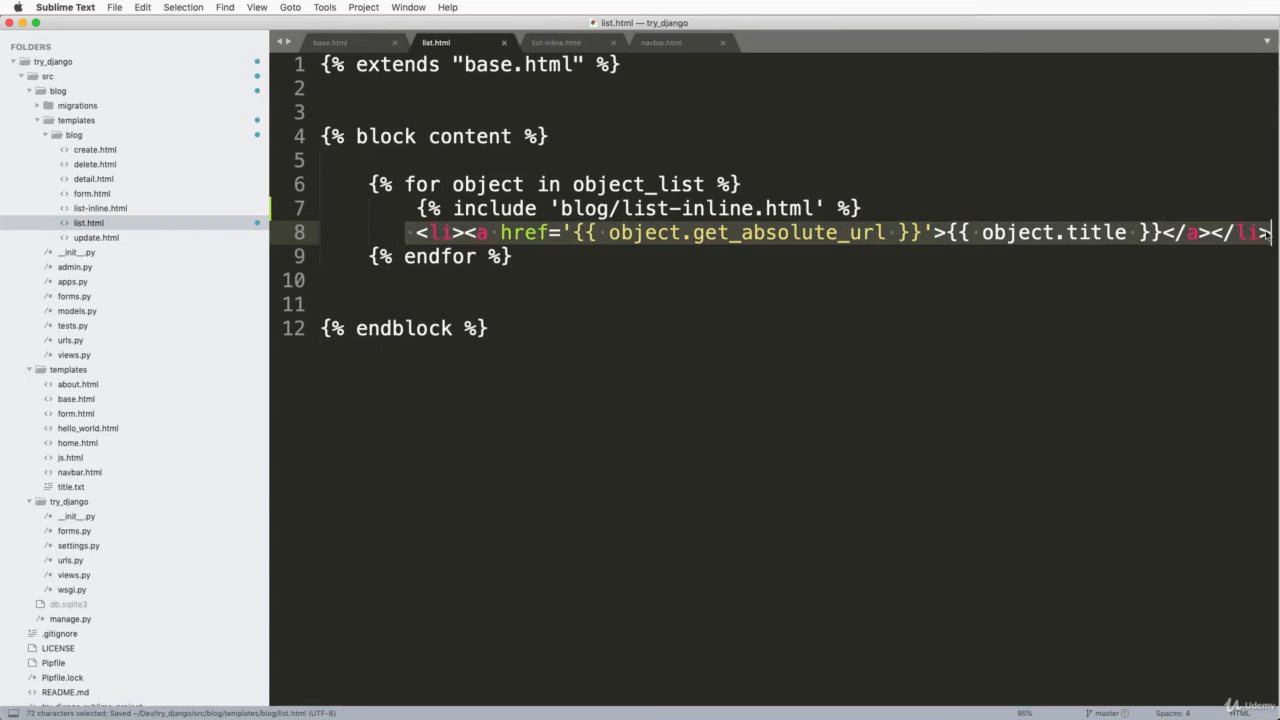 Sublime Text File Edit Selection Find View Goto Tools Project Window Help
list.html — try_django
FOLDERS
try_django
src
blog
migrations
templates
blog
create.html
delete.html
detail.html
form.html
list-inline.html
list.html
update.html
__init__.py
admin.py
apps.py
forms.py
models.py
tests.py
urls.py
views.py
templates
about.html
base.html
form.html
hello_world.html
home.html
js.html
navbar.html
title.txt
try_django
__init__.py
forms.py
settings.py
urls.py
views.py
wsgi.py
db.sqlite3
manage.py
.gitignore
LICENSE
Pipfile
Pipfile.lock
README.md
try_django.sublime-project
base.html list.html list-inline.html navbar.html
1 {% extends "base.html" %}
2
3
4 {% block content %}
5
6 {% for object in object_list %}
7 {% include 'blog/list-inline.html' %}
8 <li><a href='{{ object.get_absolute_url }}'>{{ object.title }}</a></li>
9 {% endfor %}
10
11
12 {% endblock %}
72 characters selected; Saved ~/Dev/try_django/src/blog/templates/blog/list.html (UTF-8) 95% master 1 Spaces: 4 HTML
Udemy